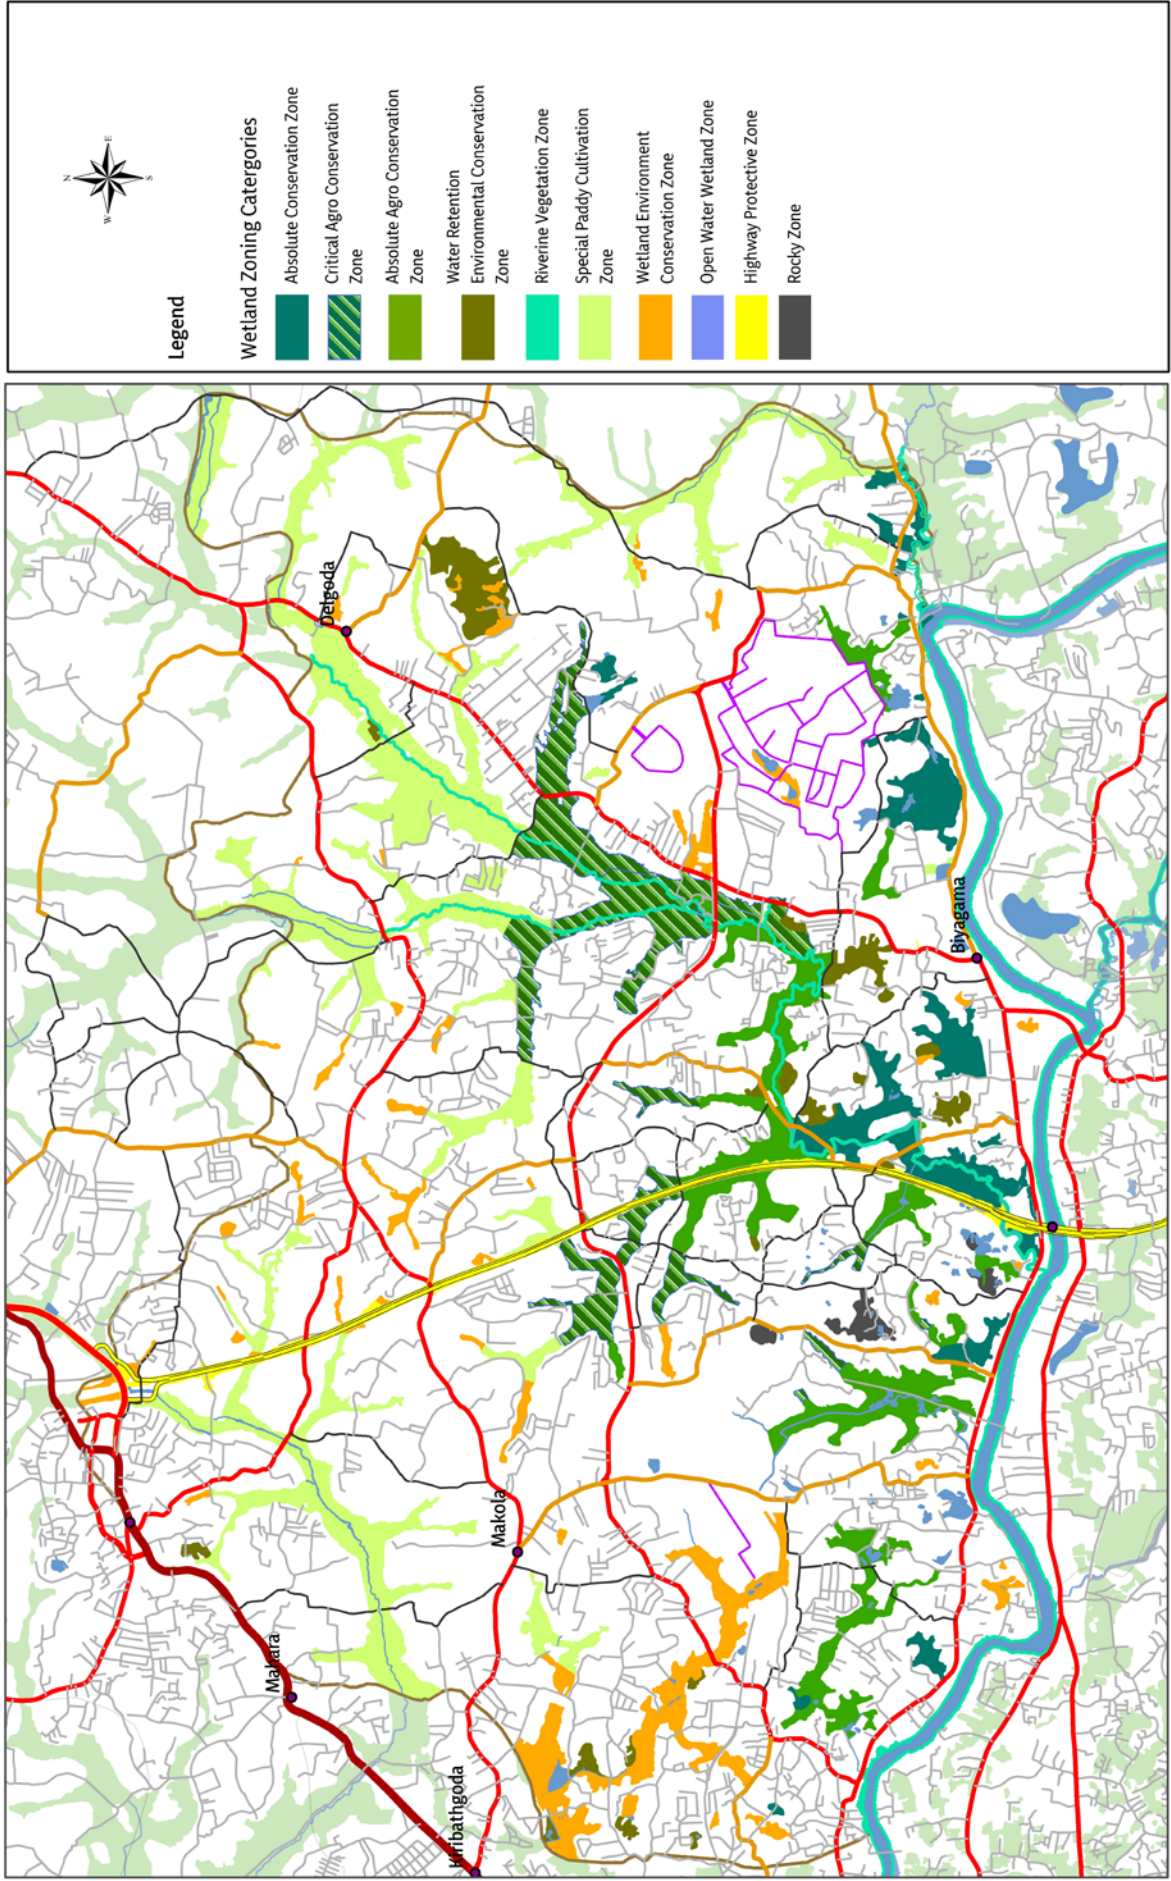 N
W
E
S
Legend
Wetland Zoning Catergories
Absolute Conservation Zone
Critical Agro Conservation
Zone
Absolute Agro Conservation
Zone
Water Retention
Environmental Conservation
Zone
Riverine Vegetation Zone
Special Paddy Cultivation
Zone
Wetland Environment
Conservation Zone
Open Water Wetland Zone
Highway Protective Zone
Rocky Zone
Delgoda
Biyagama
Makola
Mahara
Kiribathgoda